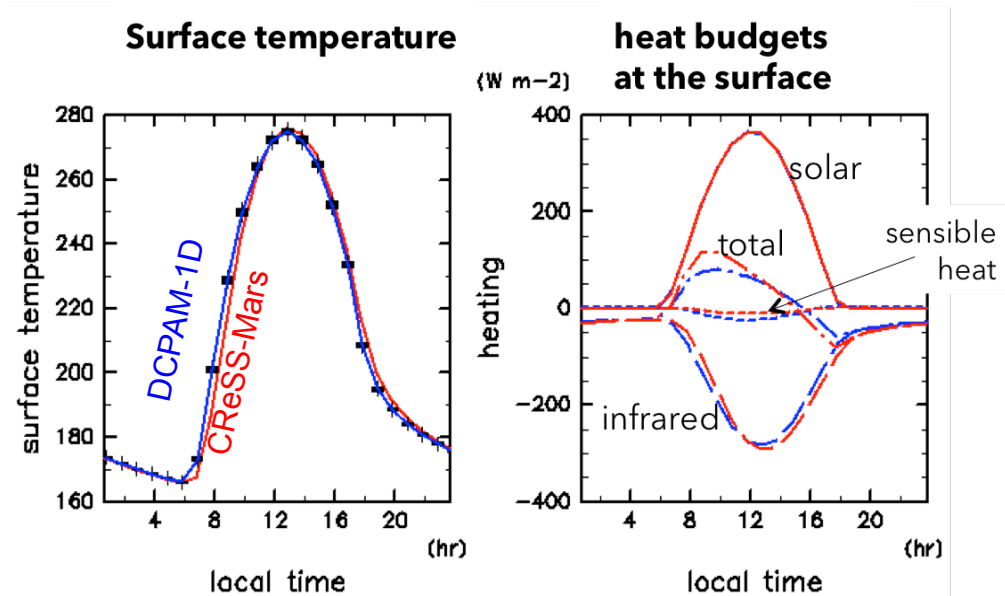 Surface temperature
heat budgets
at the surface
(W m-2)
280
260
240
220
200
180
160
surface temperature
DCPAM-1D
CReSS-Mars
4 8 12 16 20
(hr)
local time
400
200
0
-200
-400
heating
solar
total
sensible
heat
infrared
4 8 12 16 20
(hr)
local time